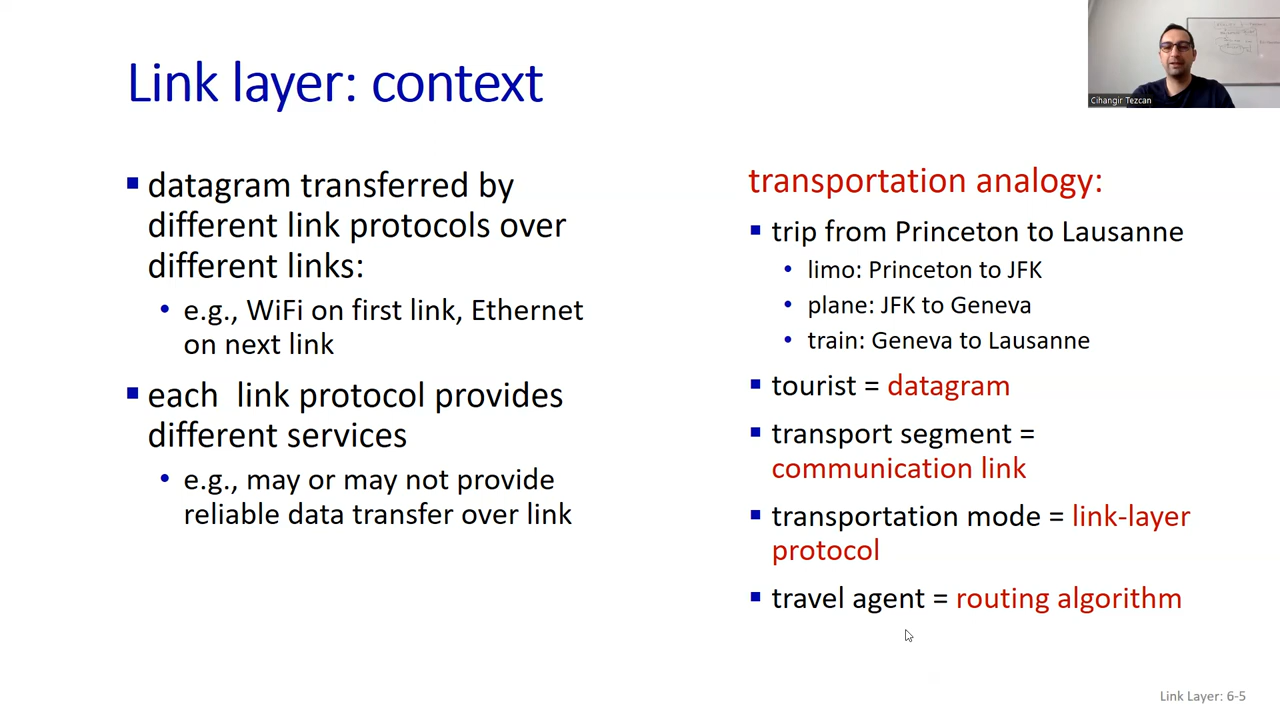 Link layer: context
Cihangir Tezcan
datagram transferred by
different link protocols over
different links:
e.g., WiFi on first link, Ethernet
on next link
each link protocol provides
different services
e.g., may or may not provide
reliable data transfer over link
transportation analogy:
trip from Princeton to Lausanne
limo: Princeton to JFK
plane: JFK to Geneva
train: Geneva to Lausanne
tourist = datagram
transport segment =
communication link
transportation mode = link-layer
protocol
travel agent = routing algorithm
Link Layer: 6-5